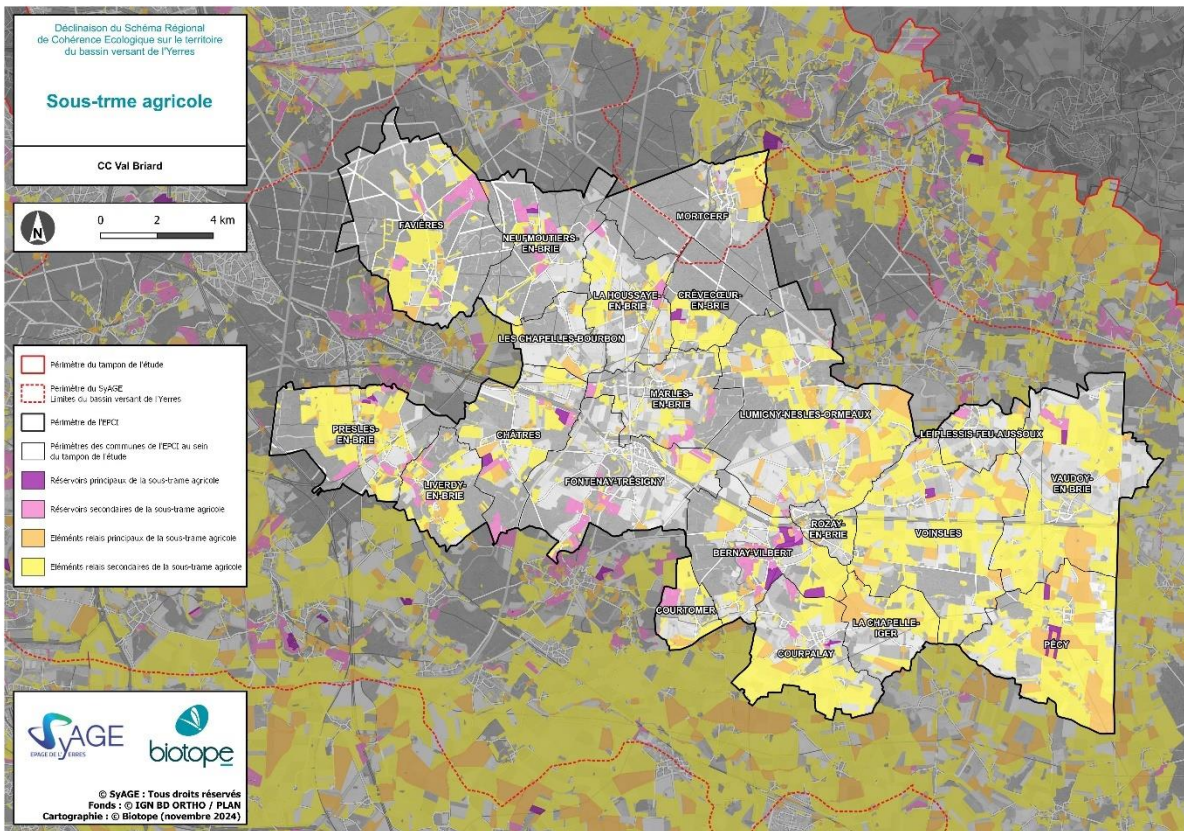 Déclinaison du Schéma Régional
de Cohérence Ecologique sur le territoire
du bassin versant de l'Yerres
Sous-trme agricole
CC Val Briard
N
0 2 4 km
Périmètre du tampon de l'étude
Périmètre du SyAGE
Limites du bassin versant de l'Yerres
Périmètre de l'EPCI
Périmètres des communes de l'EPCI au sein
du tampon de l'étude
Réservoirs principaux de la sous-trame agricole
Réservoirs secondaires de la sous-trame agricole
Eléments relais principaux de la sous-trame agricole
Eléments relais secondaires de la sous-trame agricole
FAVIÈRES
NEUFMOUTIERS-
EN-BRIE
MORTCERF
LA HOUSSAYE-
EN-BRIE
CRÈVECŒUR-
EN-BRIE
LES CHAPELLES-BOURBON
MARLES-
EN-BRIE
PRESLES-
EN-BRIE
CHÂTRES
LUMIGNY-NESLES-ORMEAUX
LE PLESSIS-FEU-AUSSOUX
LIVERDY-
EN-BRIE
FONTENAY-TRÉSIGNY
VAUDOY-
EN-BRIE
ROZAY-
EN-BRIE
VOINSLES
BERNAY-VILBERT
COURTOMER
LA CHAPELLE-
IGER
COURPALAY
PÉCY
SyAGE
EPAGE DE L'YERRES
biotope
© SyAGE : Tous droits réservés
Fonds : © IGN BD ORTHO / PLAN
Cartographie : © Biotope (novembre 2024)